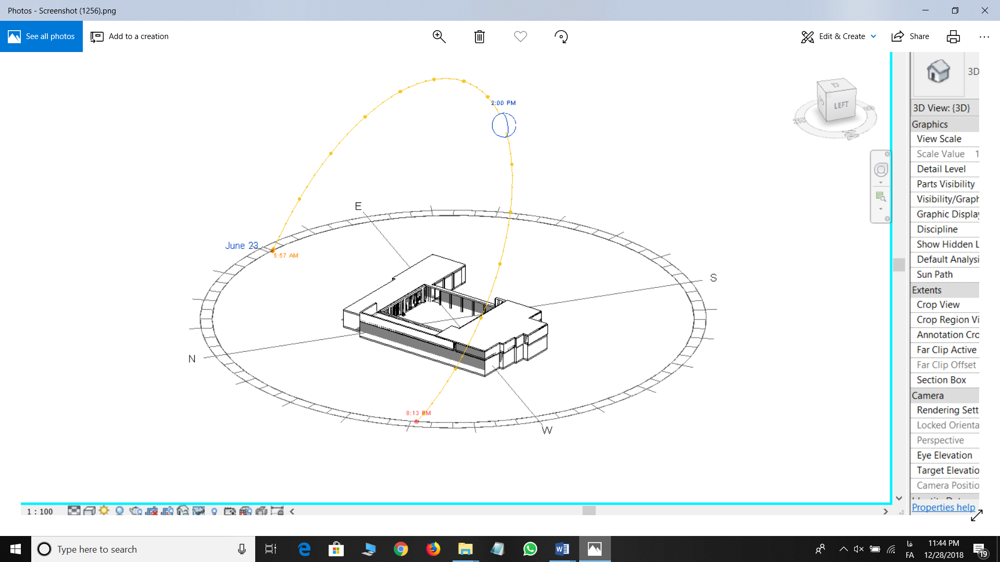 Photos - Screenshot (1256).png
See all photos
Add to a creation
Edit & Create
Share
3D
3D View: {3D}
Graphics
View Scale
Scale Value 1
Detail Level
Parts Visibility
Visibility/Graph
Graphic Display
Discipline
Show Hidden L
Default Analysi
Sun Path
Extents
Crop View
Crop Region Vi
Annotation Cro
Far Clip Active
Far Clip Offset
Section Box
Camera
Rendering Sett
Locked Orienta
Perspective
Eye Elevation
Target Elevatio
Camera Positio
Properties help
LEFT
2:00 PM
E
June 23
5:57 AM
S
N
8:13 PM
W
1 : 100
Type here to search
فا
FA
11:44 PM
12/28/2018
19